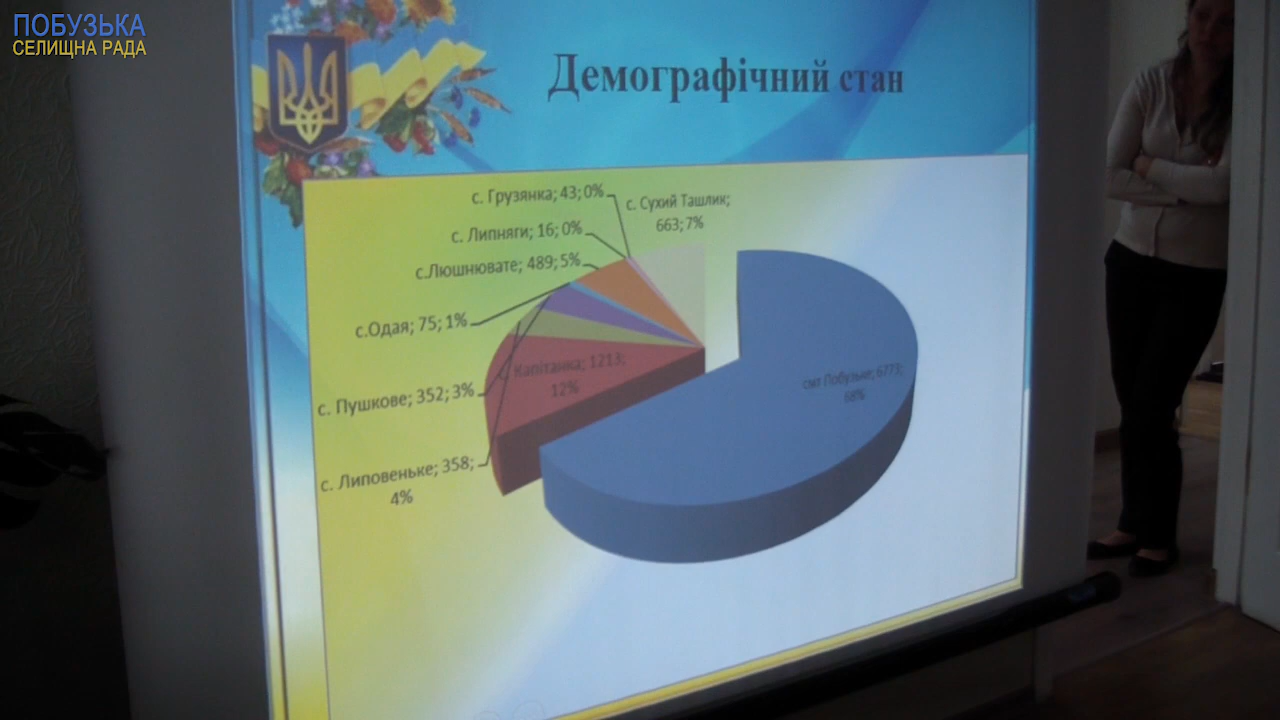 ПОБУЗЬКА
СЕЛИЩНА РАДА
Демографічний стан
с. Грузянка; 43; 0%
с. Сухий Ташлик;
663; 7%
с. Липняги; 16; 0%
с.Люшнювате; 489; 5%
с.Одая; 75; 1%
с. Капітанка; 1213;
12%
смт Побузьке; 6773;
68%
с. Пушкове; 352; 3%
с. Липовеньке; 358;
4%